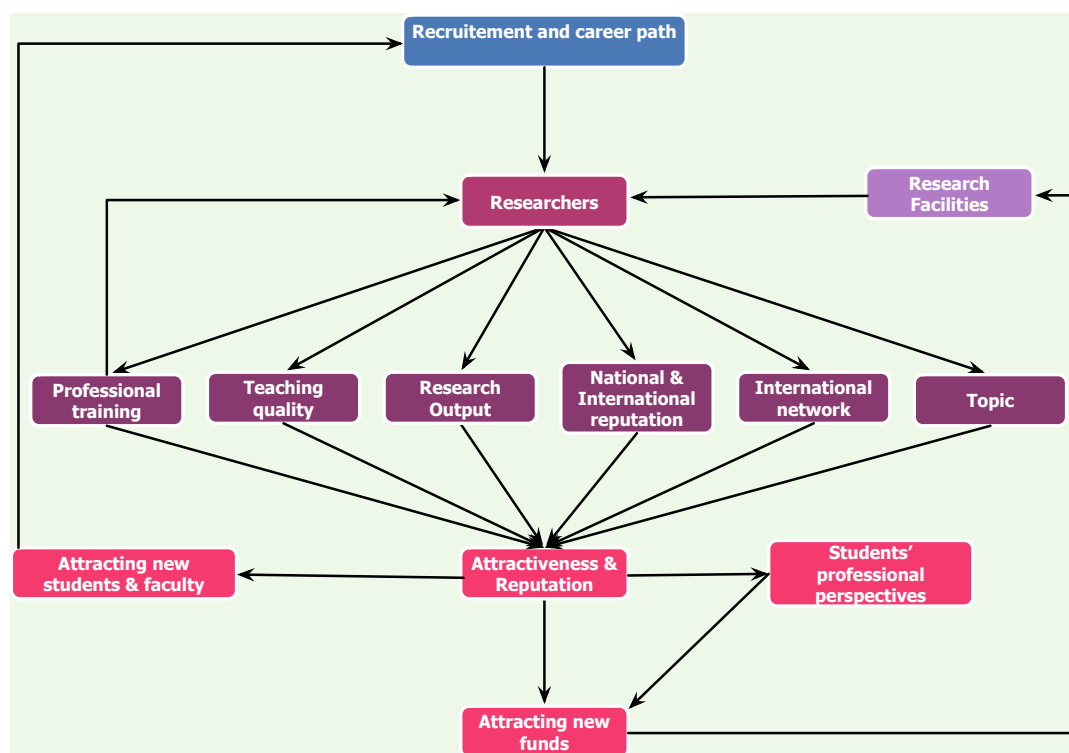 Recruitement and career path
Researchers
Research
Facilities
Professional
training
Teaching
quality
Research
Output
National &
International
reputation
International
network
Topic
Attracting new
students & faculty
Attractiveness &
Reputation
Students’
professional
perspectives
Attracting new
funds